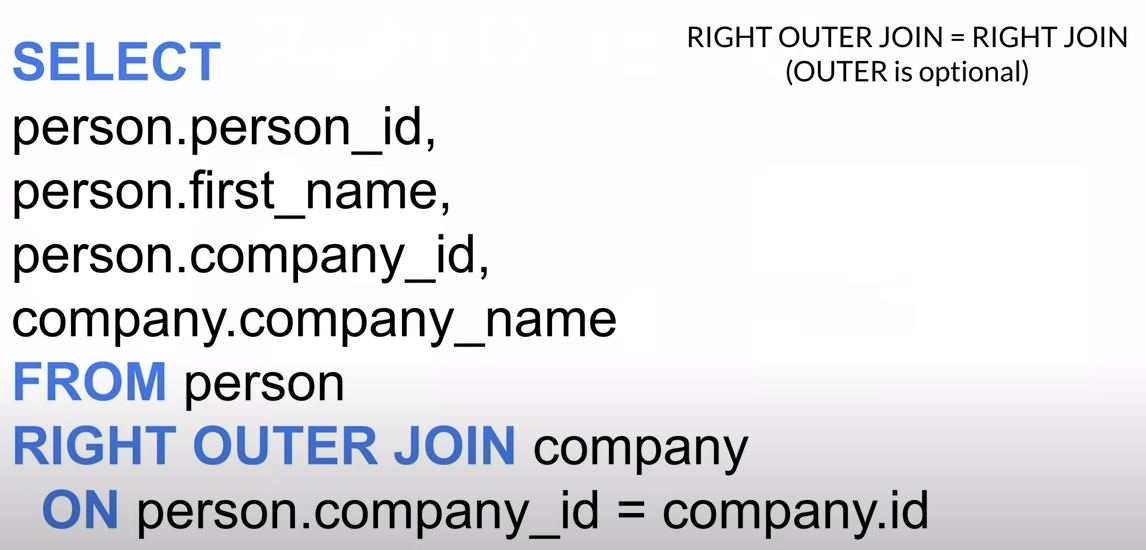 SELECT
person.person_id,
person.first_name,
person.company_id,
company.company_name
FROM person
RIGHT OUTER JOIN company
ON person.company_id = company.id
RIGHT OUTER JOIN = RIGHT JOIN
(OUTER is optional)